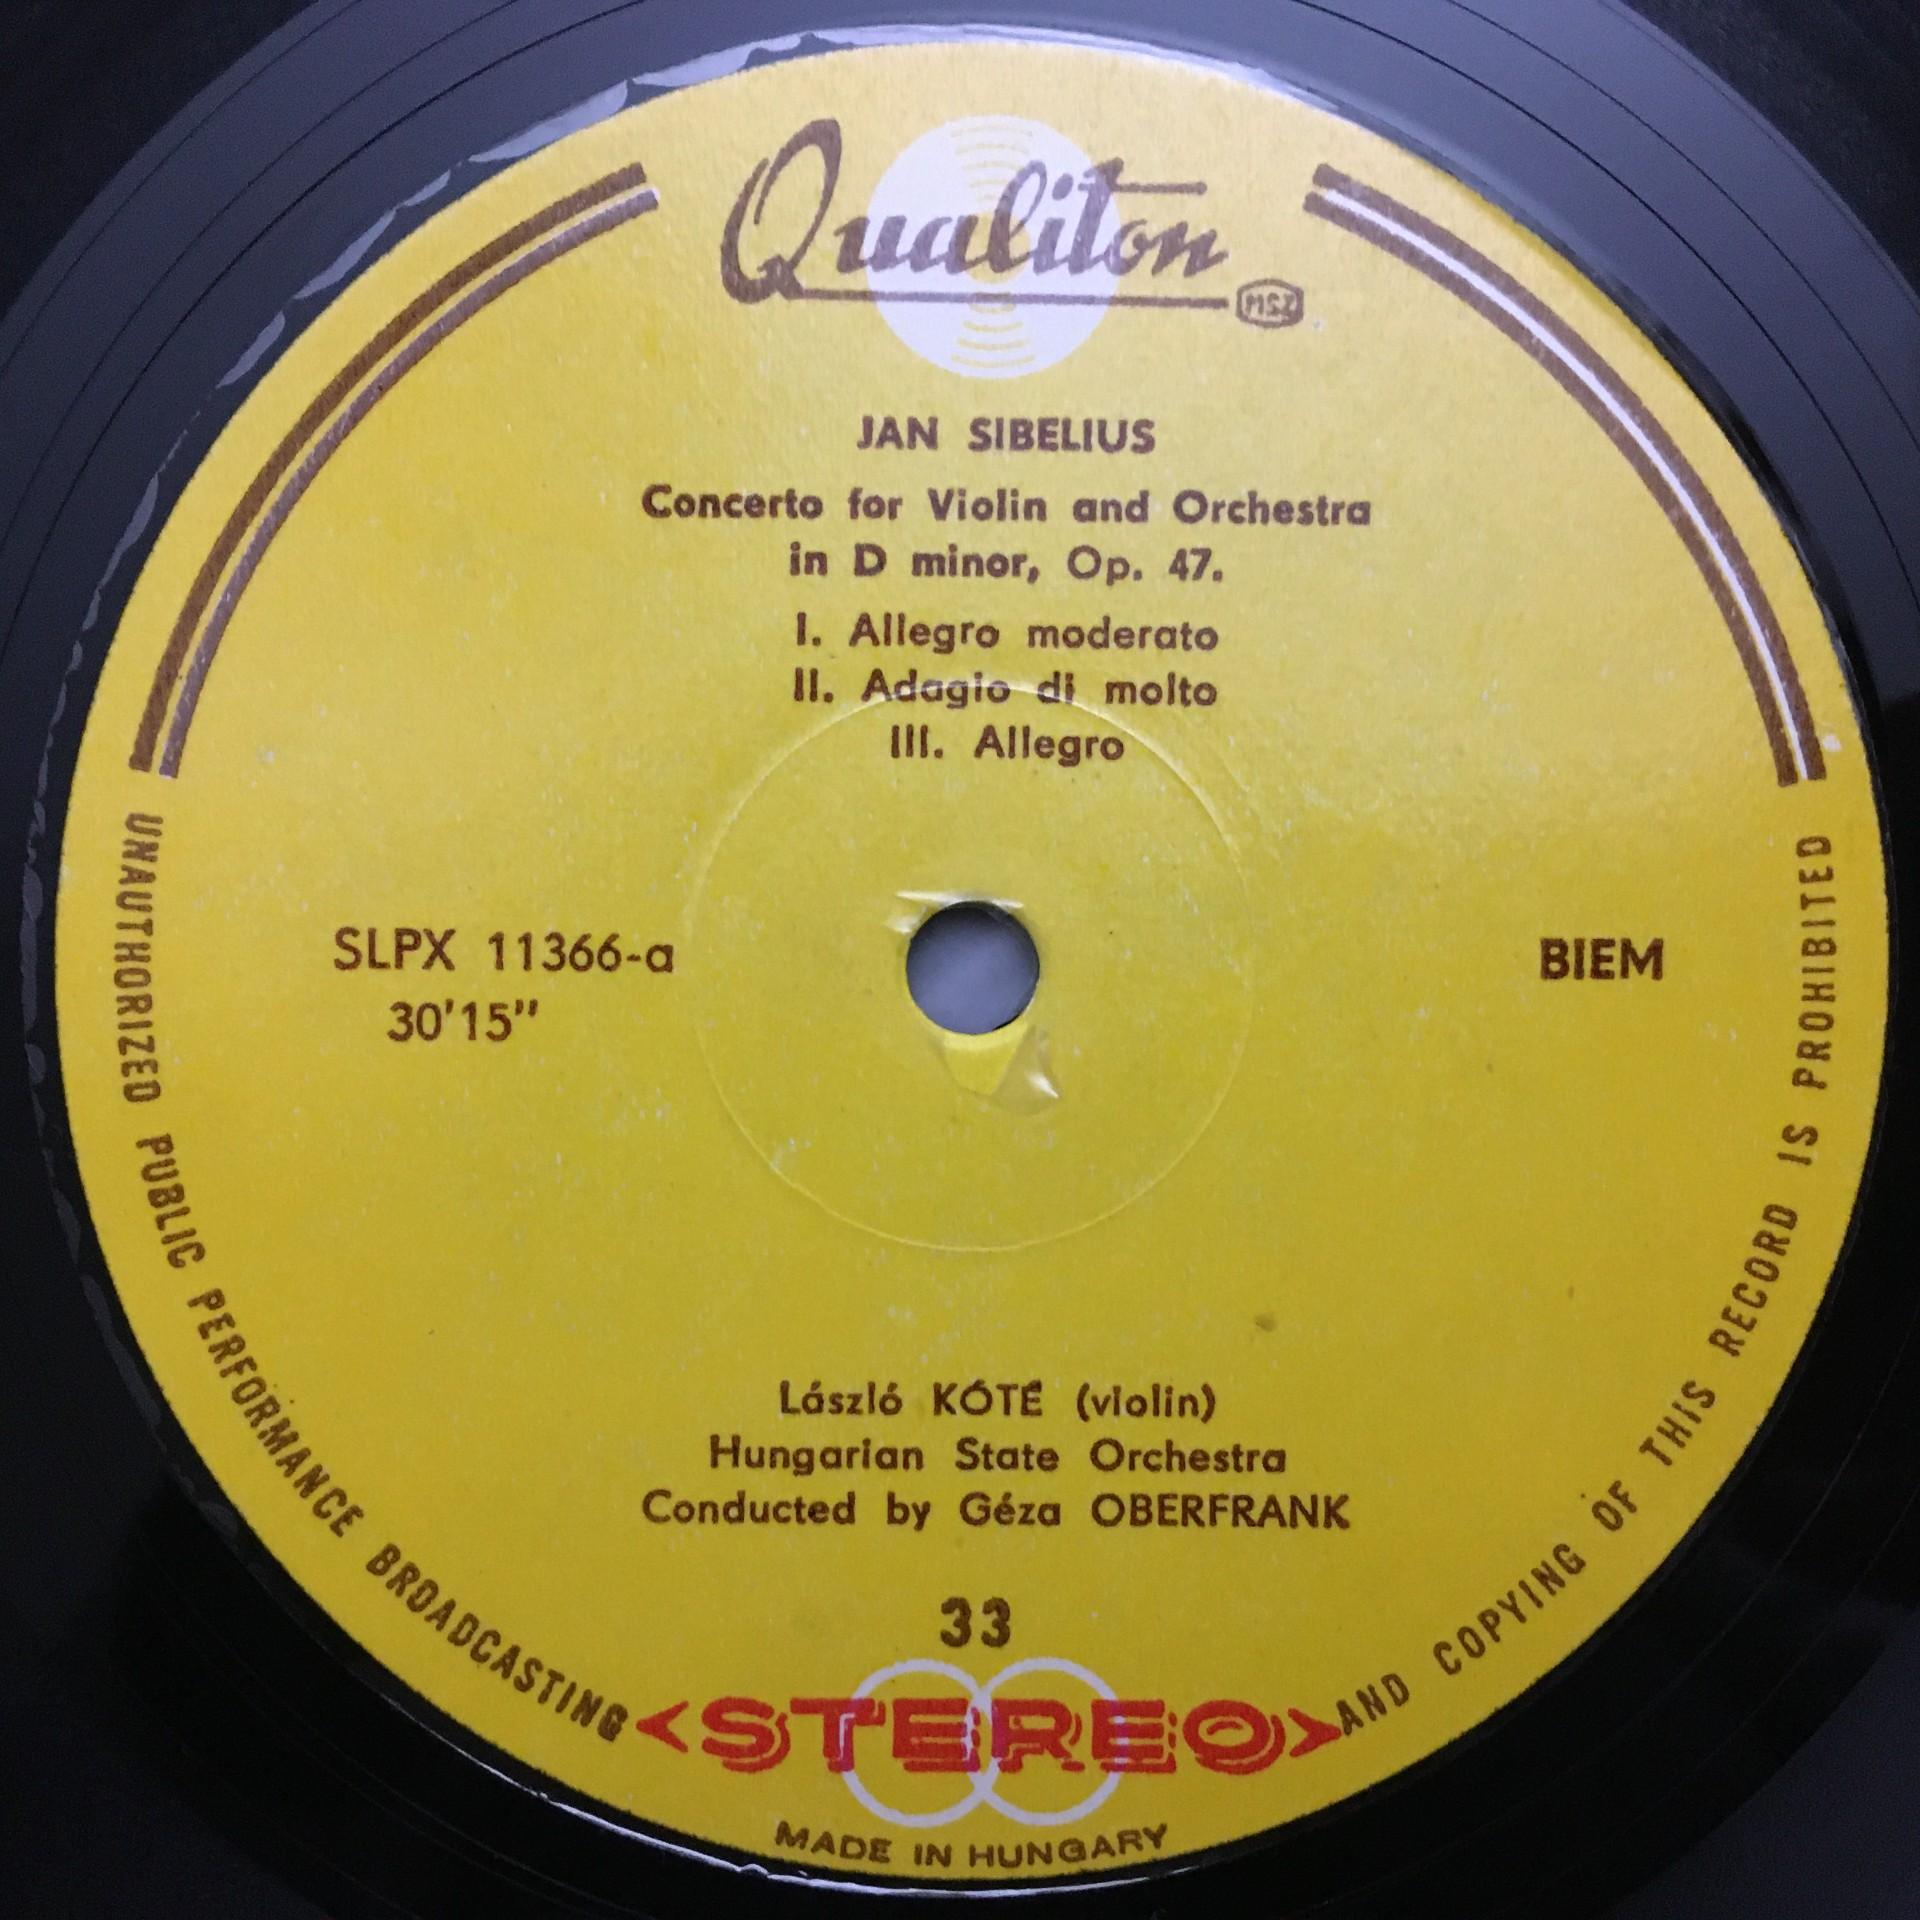 Qualiton
MSZ
JAN SIBELIUS
Concerto for Violin and Orchestra
in D minor, Op. 47.
I. Allegro moderato
II. Adagio di molto
III. Allegro
SLPX 11366-a
30'15"
BIEM
László KÓTÉ (violin)
Hungarian State Orchestra
Conducted by Géza OBERFRANK
33
<STEREO>
MADE IN HUNGARY
UNAUTHORIZED PUBLIC PERFORMANCE BROADCASTING AND COPYING OF THIS RECORD IS PROHIBITED